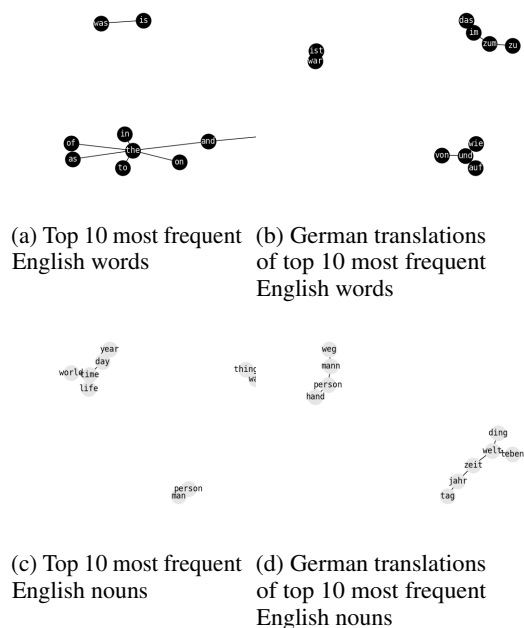 was is
of in the and
as to on
ist
war
das
im
zum zu
wie
von und
auf
(a) Top 10 most frequent
English words
(b) German translations
of top 10 most frequent
English words
year
day
world time
life
thing
person
man
weg
mann
person
hand
ding
welt leben
zeit
jahr
tag
(c) Top 10 most frequent
English nouns
(d) German translations
of top 10 most frequent
English nouns